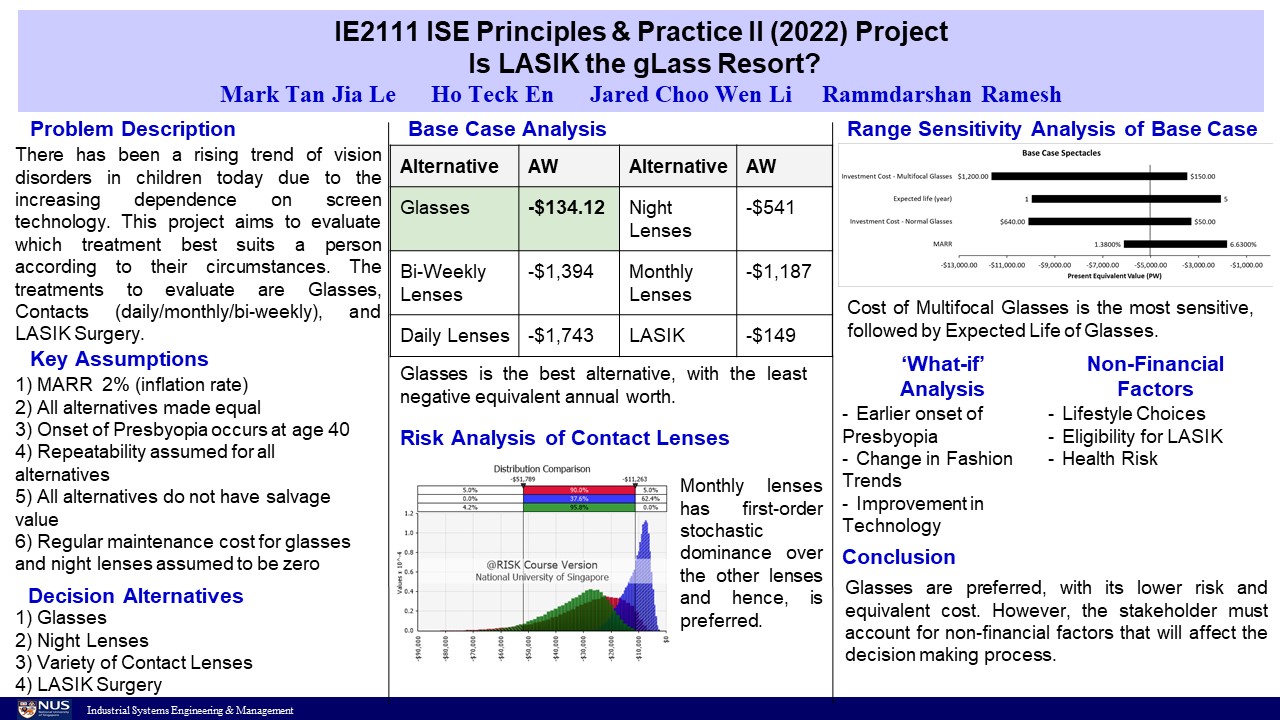 IE2111 ISE Principles & Practice II (2022) Project
Is LASIK the gLass Resort?
Mark Tan Jia Le Ho Teck En Jared Choo Wen Li Rammdarshan Ramesh
Problem Description
There has been a rising trend of vision
disorders in children today due to the
increasing dependence on screen
technology. This project aims to evaluate
which treatment best suits a person
according to their circumstances. The
treatments to evaluate are Glasses,
Contacts (daily/monthly/bi-weekly), and
LASIK Surgery.
Key Assumptions
1) MARR 2% (inflation rate)
2) All alternatives made equal
3) Onset of Presbyopia occurs at age 40
4) Repeatability assumed for all
alternatives
5) All alternatives do not have salvage
value
6) Regular maintenance cost for glasses
and night lenses assumed to be zero
Decision Alternatives
1) Glasses
2) Night Lenses
3) Variety of Contact Lenses
4) LASIK Surgery
Base Case Analysis
Alternative AW Alternative AW
Glasses -$134.12 Night
Lenses -$541
Bi-Weekly
Lenses -$1,394 Monthly
Lenses -$1,187
Daily Lenses -$1,743 LASIK -$149
Glasses is the best alternative, with the least
negative equivalent annual worth.
Risk Analysis of Contact Lenses
Distribution Comparison
-$51,789 -$11,263
5.0% 90.0% 5.0%
0.0% 37.6% 62.4%
4.2% 95.8% 0.0%
1.2
1.0
0.8
0.6
0.4
0.2
0.0
Values x 10^-4
@RISK Course Version
National University of Singapore
-$90,000 -$80,000 -$70,000 -$60,000 -$50,000 -$40,000 -$30,000 -$20,000 -$10,000 $0
Monthly lenses
has first-order
stochastic
dominance over
the other lenses
and hence, is
preferred.
Range Sensitivity Analysis of Base Case
Base Case Spectacles
Investment Cost - Multifocal Glasses $1,200.00 $150.00
Expected life (year) 1 5
Investment Cost - Normal Glasses $640.00 $50.00
MARR 1.3800% 6.6300%
-$13,000.00 -$11,000.00 -$9,000.00 -$7,000.00 -$5,000.00 -$3,000.00 -$1,000.00
Present Equivalent Value (PW)
Cost of Multifocal Glasses is the most sensitive,
followed by Expected Life of Glasses.
‘What-if’
Analysis
- Earlier onset of
Presbyopia
- Change in Fashion
Trends
- Improvement in
Technology
Non-Financial
Factors
- Lifestyle Choices
- Eligibility for LASIK
- Health Risk
Conclusion
Glasses are preferred, with its lower risk and
equivalent cost. However, the stakeholder must
account for non-financial factors that will affect the
decision making process.
NUS
National University
of Singapore
Industrial Systems Engineering & Management